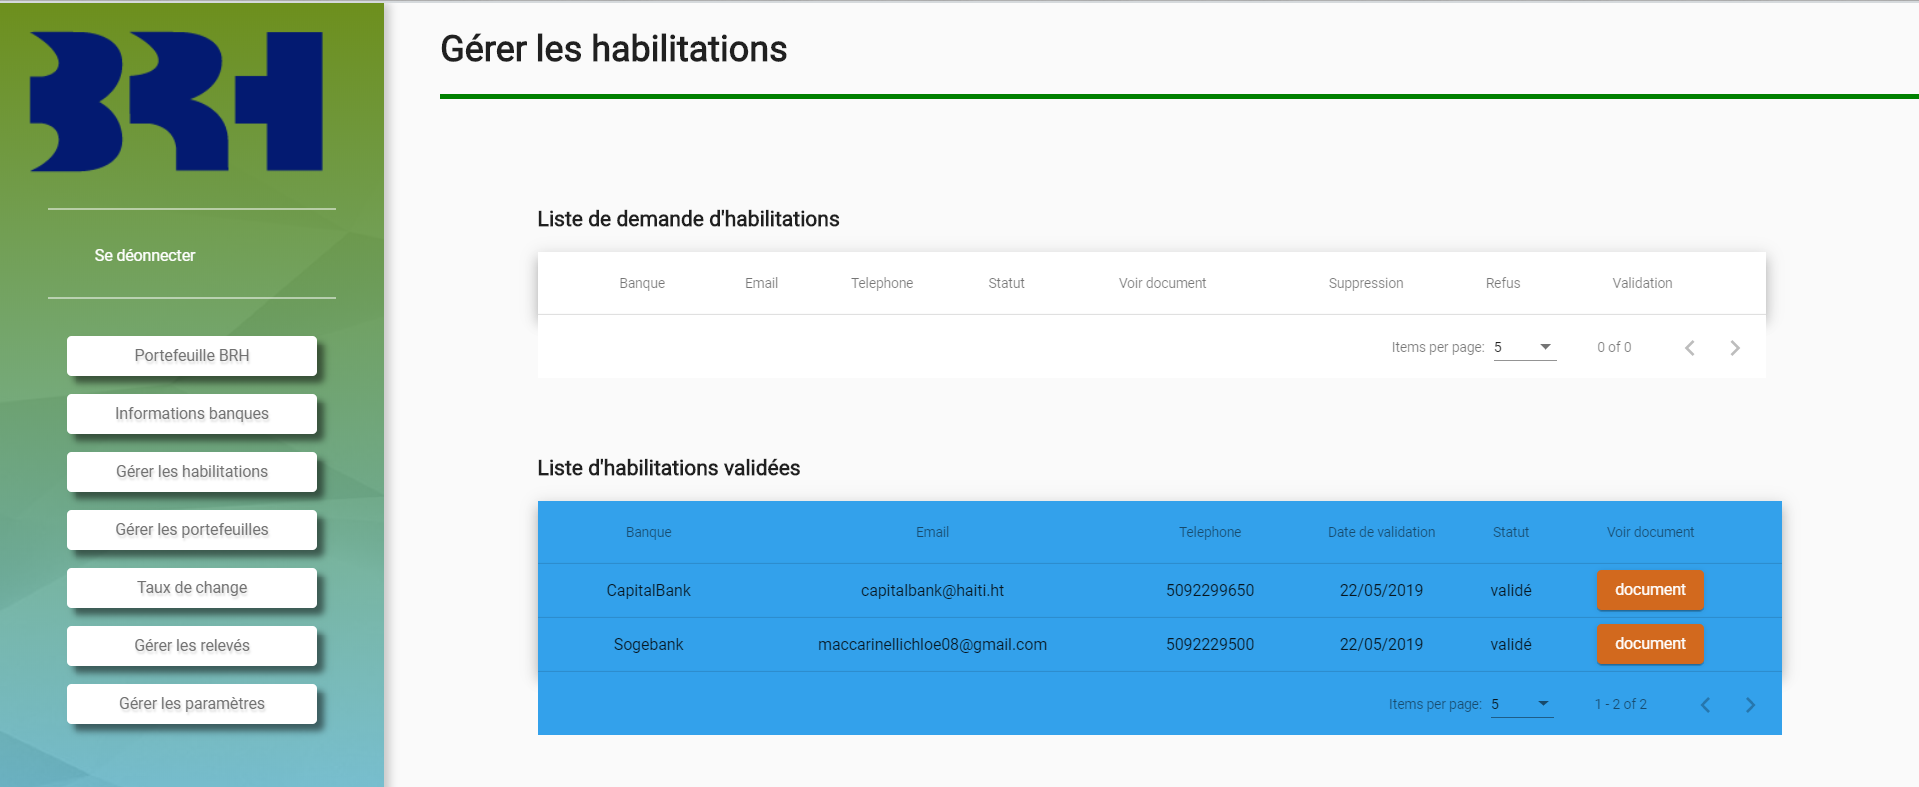 BRH
Se déonnecter
Portefeuille BRH
Informations banques
Gérer les habilitations
Gérer les portefeuilles
Taux de change
Gérer les relevés
Gérer les paramètres
Gérer les habilitations
Liste de demande d'habilitations
Banque Email Telephone Statut Voir document Suppression Refus Validation
Items per page: 5 0 of 0
Liste d'habilitations validées
Banque Email Telephone Date de validation Statut Voir document
CapitalBank capitalbank@haiti.ht 5092299650 22/05/2019 validé document
Sogebank maccarinellichloe08@gmail.com 5092229500 22/05/2019 validé document
Items per page: 5 1 - 2 of 2